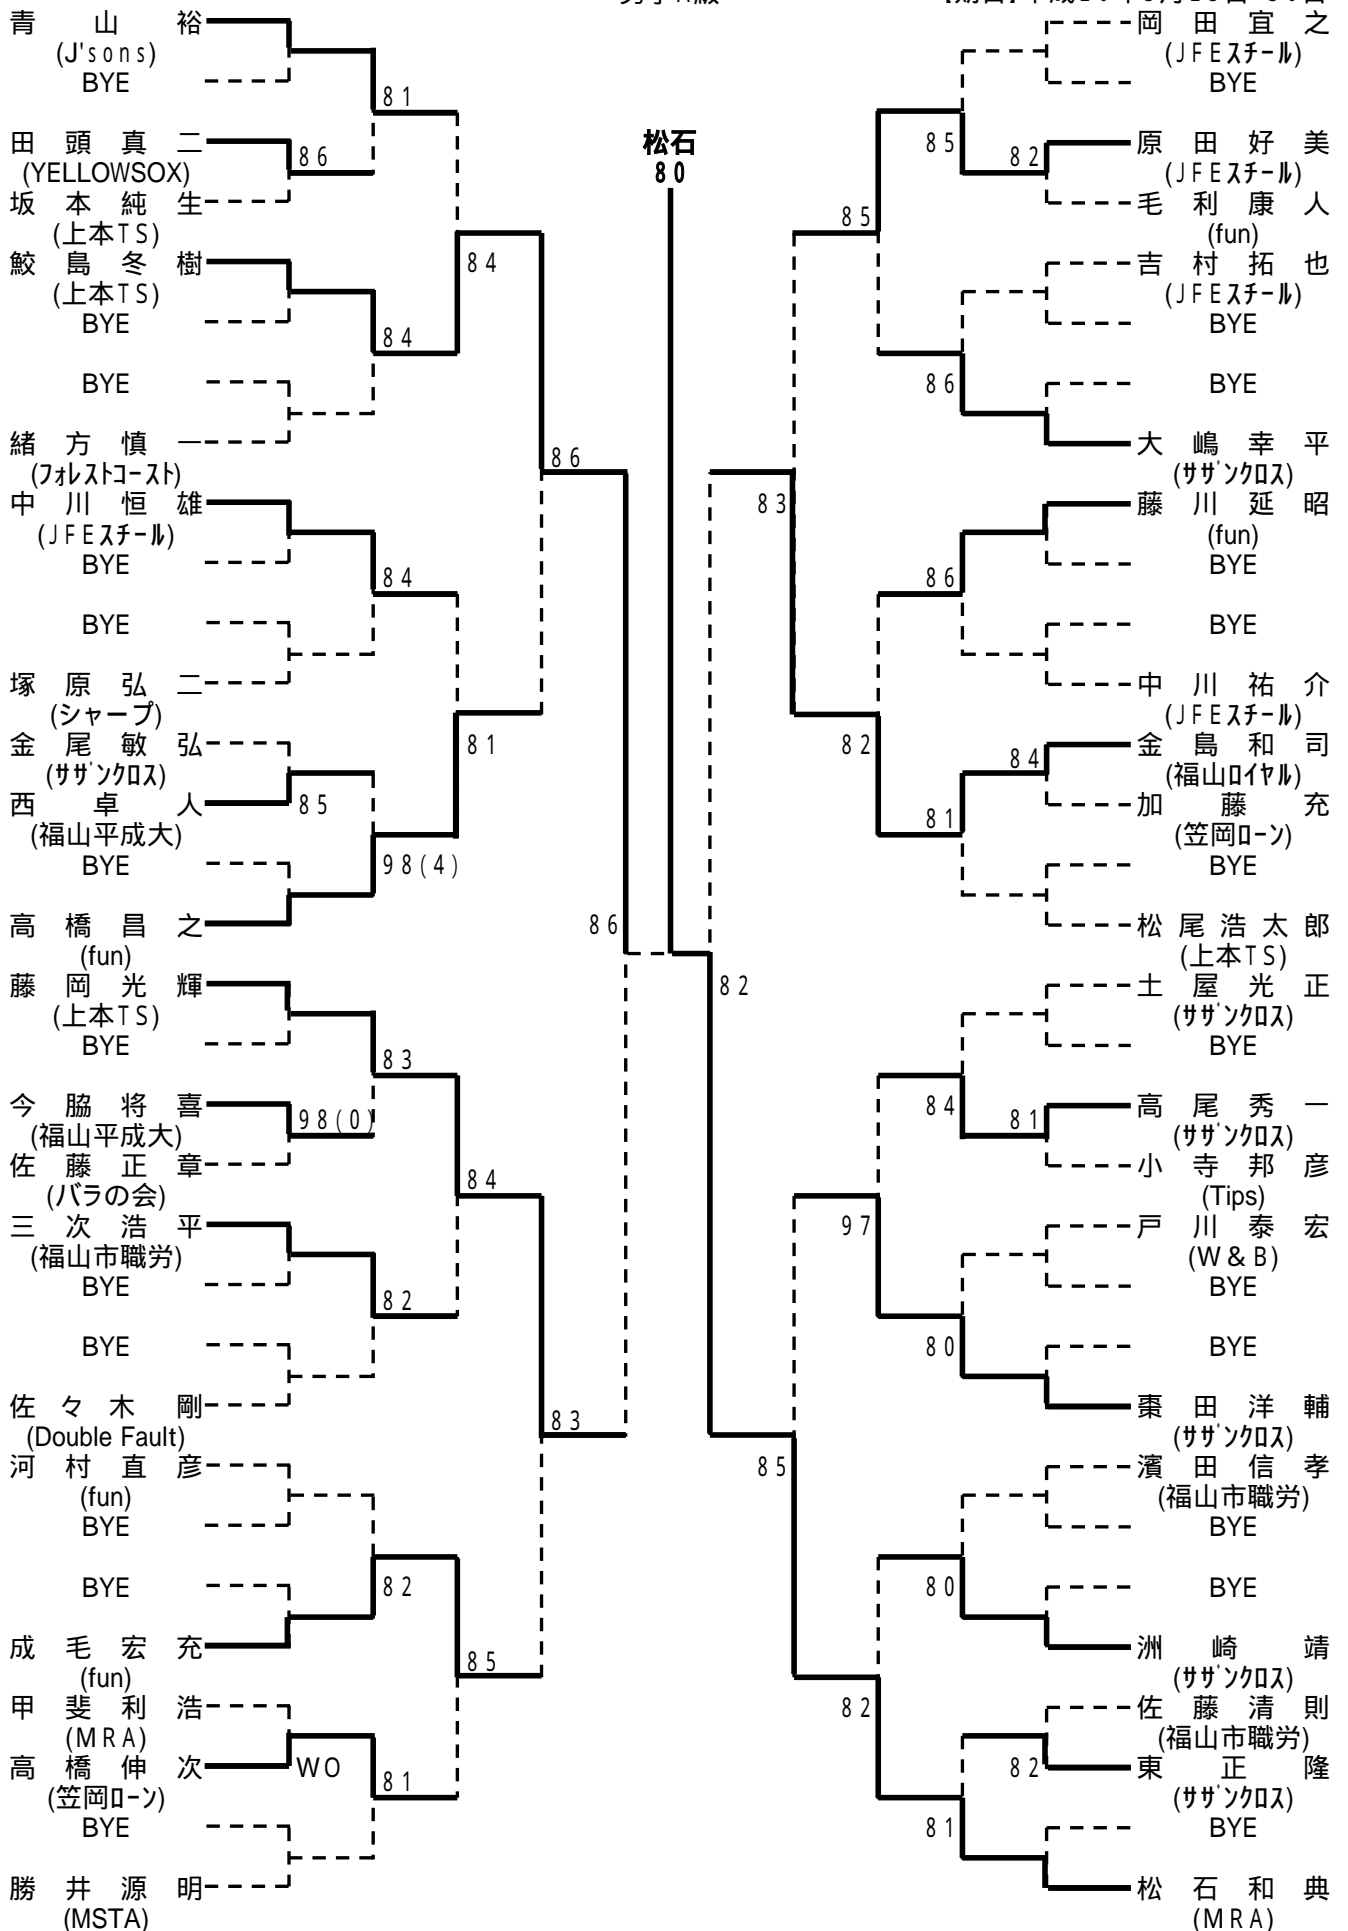 青山裕
(J'sons)
BYE
81
田頭真二
(YELLOWSOX)
86
坂本純生
(上本TS)
84
鮫島冬樹
(上本TS)
BYE
84
BYE
緒方慎一
(フォレストコースト)
86
中川恒雄
(JFEスチール)
BYE
84
BYE
塚原弘二
(シャープ)
81
金尾敏弘
(サザンクロス)
西卓人
85
(福山平成大)
BYE
98(4)
高橋昌之
(fun)
86
藤岡光輝
(上本TS)
BYE
83
今脇将喜
(福山平成大)
98(0)
佐藤正章
(バラの会)
84
三次浩平
(福山市職労)
BYE
82
BYE
佐々木剛
(Double Fault)
83
河村直彦
(fun)
BYE
BYE
82
成毛宏充
(fun)
85
甲斐利浩
(MRA)
高橋伸次
WO
(笠岡ローン)
81
BYE
勝井源明
(MSTA)
松石
80
82
岡田宜之
(JFEスチール)
BYE
85
82
原田好美
(JFEスチール)
毛利康人
(fun)
85
吉村拓也
(JFEスチール)
BYE
86
BYE
大嶋幸平
(サザンクロス)
83
藤川延昭
(fun)
BYE
86
BYE
中川祐介
(JFEスチール)
82
84
金島和司
(福山ロイヤル)
加藤充
(笠岡ローン)
81
BYE
松尾浩太郎
(上本TS)
土屋光正
(サザンクロス)
BYE
84
81
高尾秀一
(サザンクロス)
小寺邦彦
(Tips)
97
戸川泰宏
(W&B)
BYE
80
BYE
棗田洋輔
(サザンクロス)
85
濱田信孝
(福山市職労)
BYE
80
BYE
洲崎靖
(サザンクロス)
82
佐藤清則
(福山市職労)
82
東正隆
(サザンクロス)
81
BYE
松石和典
(MRA)